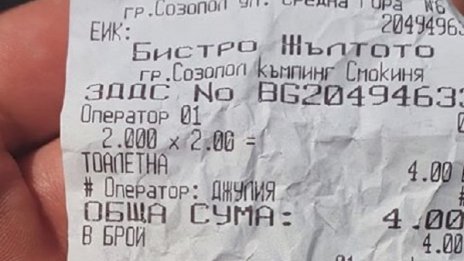 гр.Созопол ул. Средна Гора №6
ЕИК: 20494963
Бистро Жълтото
гр.Созопол къмпинг Смокиня
ЗДДС No BG20494633
Оператор 01
2.000 x 2.00 =
ТОАЛЕТНА 4.00
# Оператор: ДЖУЛИЯ #
ОБЩА СУМА: 4.00
В БРОЙ 4.00